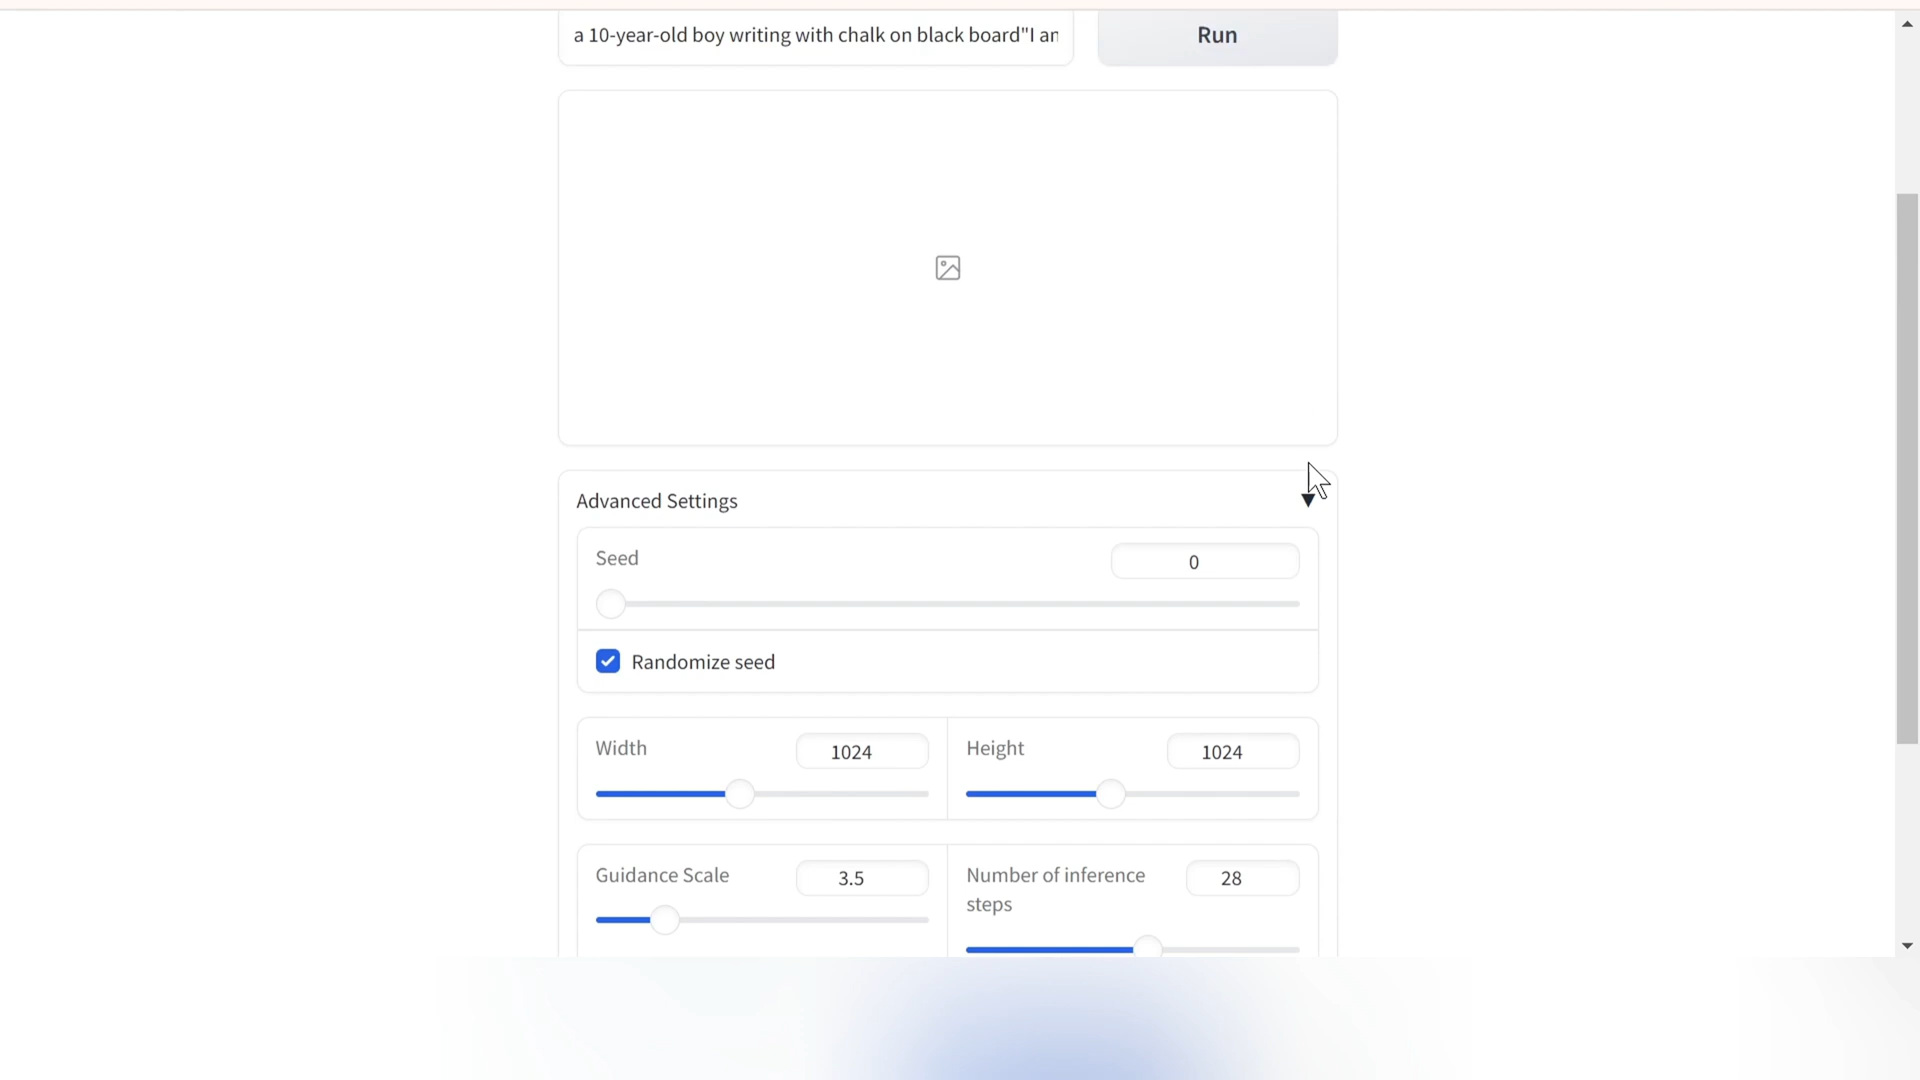 a 10-year-old boy writing with chalk on black board"I an
Run
Advanced Settings
Seed
0
Randomize seed
Width
1024
Height
1024
Guidance Scale
3.5
Number of inference
steps
28